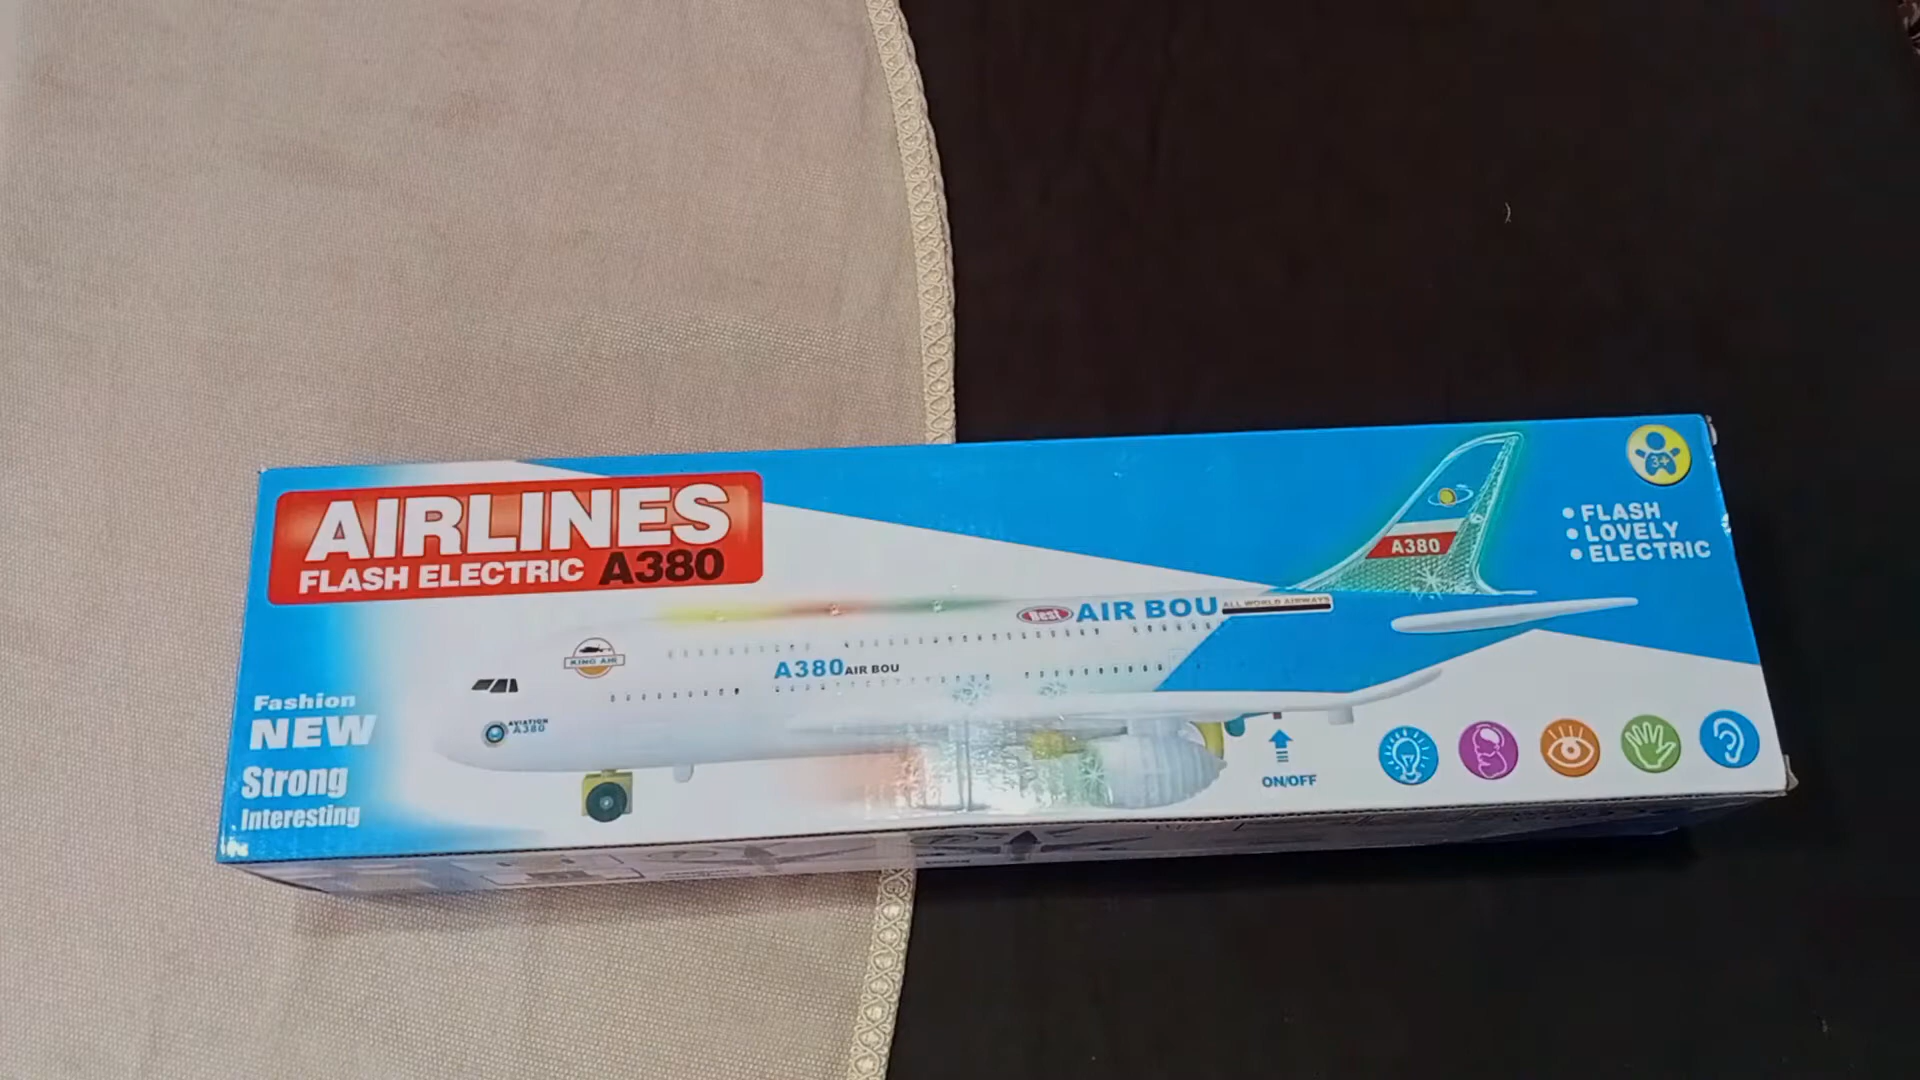 AIRLINES
FLASH ELECTRIC A380
3+
• FLASH
• LOVELY
• ELECTRIC
A380
Best AIR BOU ALL WORLD AIRWAYS
KING AIR
A380 AIR BOU
AVIATION
A380
Fashion
NEW
Strong
Interesting
ON/OFF